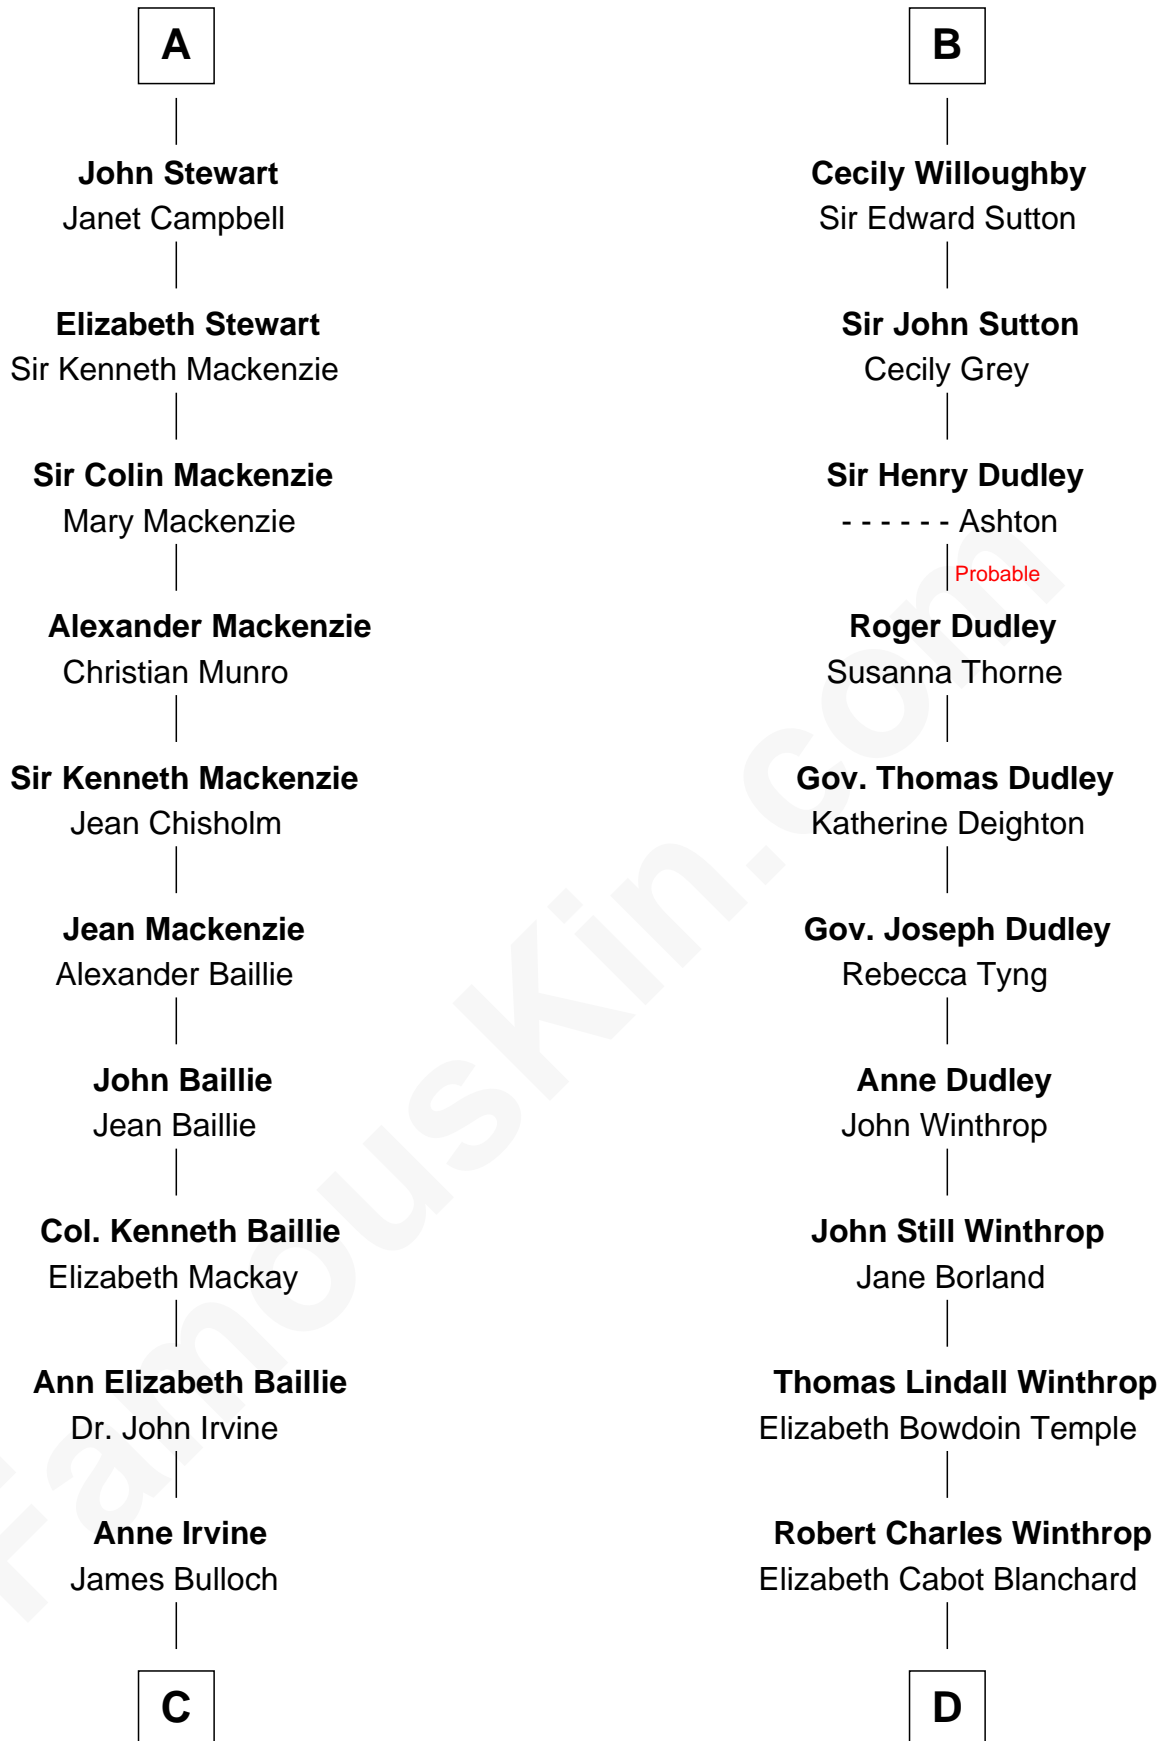 A
John Stewart
Janet Campbell
Elizabeth Stewart
Sir Kenneth Mackenzie
Sir Colin Mackenzie
Mary Mackenzie
Alexander Mackenzie
Christian Munro
Sir Kenneth Mackenzie
Jean Chisholm
Jean Mackenzie
Alexander Baillie
John Baillie
Jean Baillie
Col. Kenneth Baillie
Elizabeth Mackay
Ann Elizabeth Baillie
Dr. John Irvine
Anne Irvine
James Bulloch
C
B
Cecily Willoughby
Sir Edward Sutton
Sir John Sutton
Cecily Grey
Sir Henry Dudley
- - - - - - Ashton
Probable
Roger Dudley
Susanna Thorne
Gov. Thomas Dudley
Katherine Deighton
Gov. Joseph Dudley
Rebecca Tyng
Anne Dudley
John Winthrop
John Still Winthrop
Jane Borland
Thomas Lindall Winthrop
Elizabeth Bowdoin Temple
Robert Charles Winthrop
Elizabeth Cabot Blanchard
D
FamousKin.com